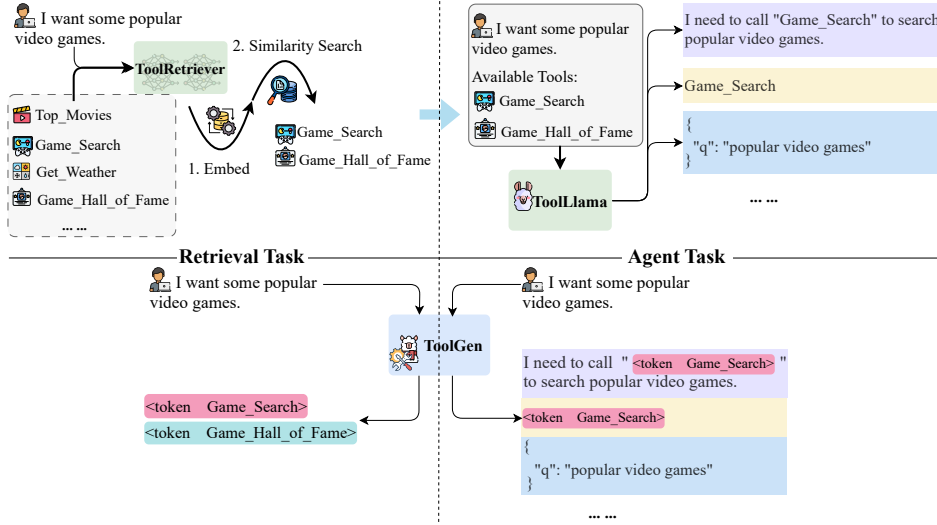 I want some popular
video games.
ToolRetriever
2. Similarity Search
Top_Movies
Game_Search
Get_Weather
Game_Hall_of_Fame
... ...
1. Embed
Game_Search
Game_Hall_of_Fame
I want some popular
video games.
Available Tools:
Game_Search
Game_Hall_of_Fame
ToolLlama
I need to call "Game_Search" to search
popular video games.
Game_Search
{
"q": "popular video games"
}
... ...
Retrieval Task
Agent Task
I want some popular
video games.
I want some popular
video games.
ToolGen
<token Game_Search>
<token Game_Hall_of_Fame>
I need to call " <token Game_Search> "
to search popular video games.
<token Game_Search>
{
"q": "popular video games"
}
... ...